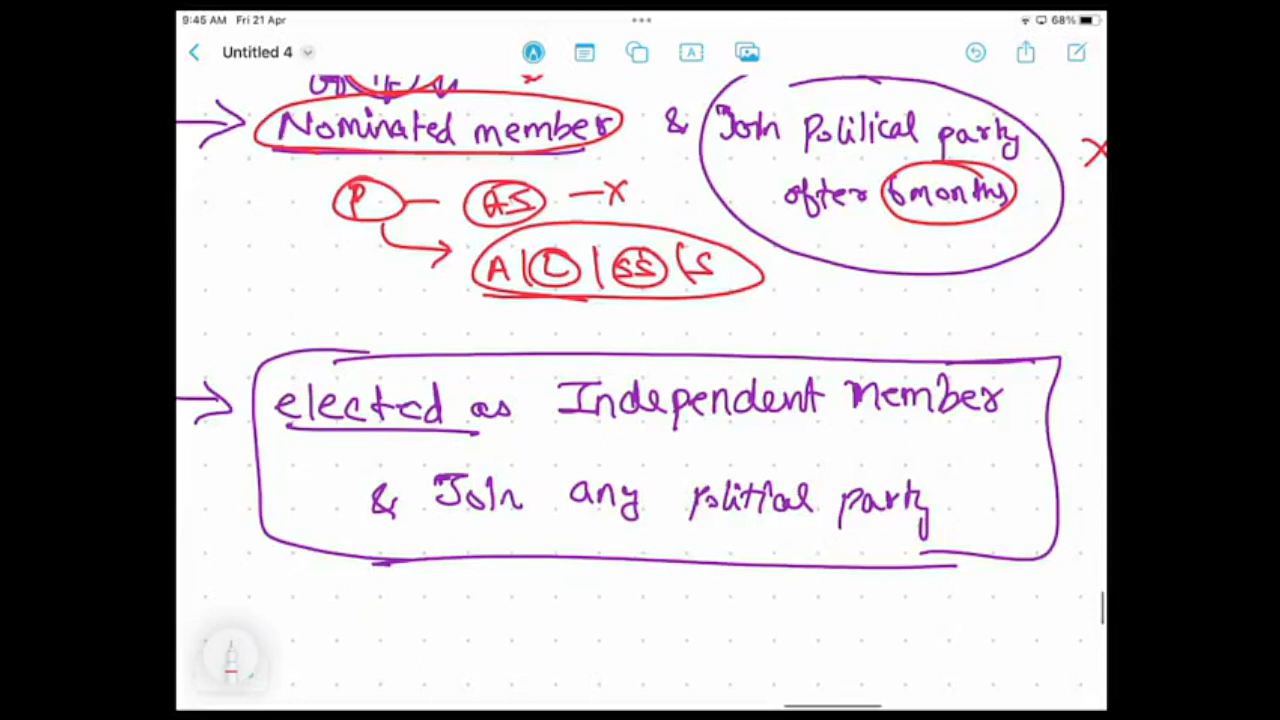 9:45 AM Fri 21 Apr
68%
Untitled 4
A
Nominated member & Join Political party
after 6 months
P – AS – X
A | L | SS | S
elected as Independent Member
& Join any political party